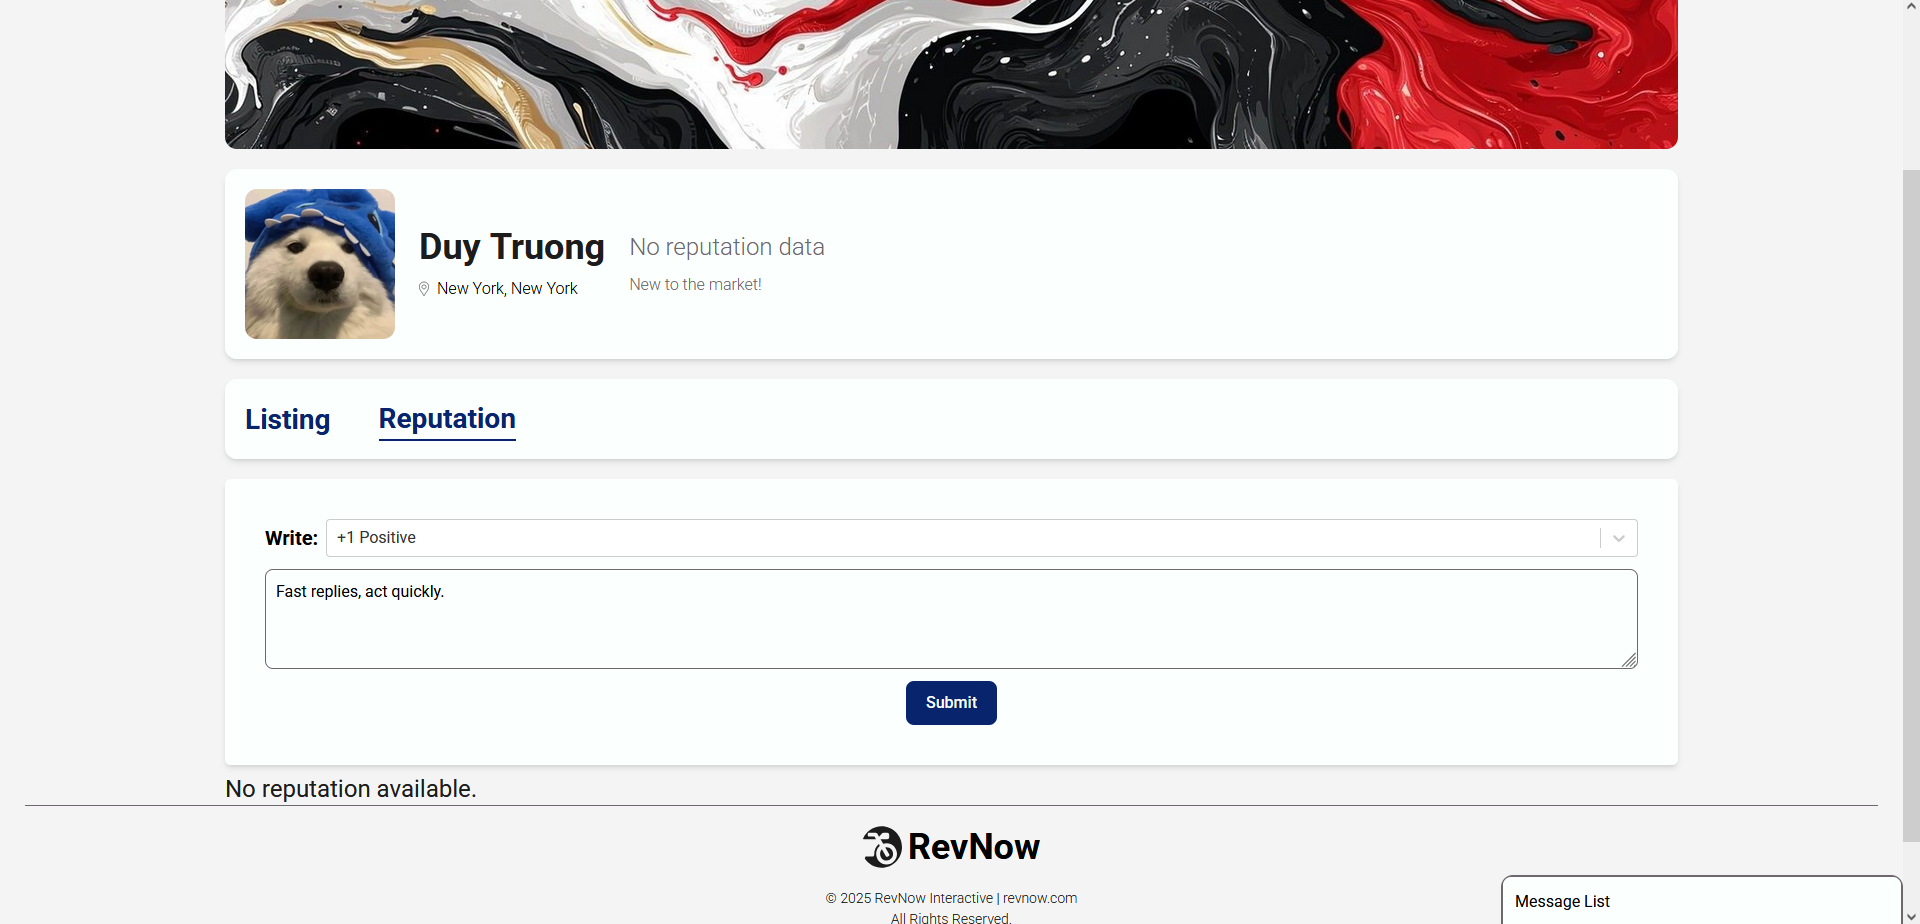 Duy Truong
No reputation data
New York, New York
New to the market!
Listing
Reputation
Write:
+1 Positive
Fast replies, act quickly.
Submit
No reputation available.
RevNow
© 2025 RevNow Interactive | revnow.com
All Rights Reserved.
Message List